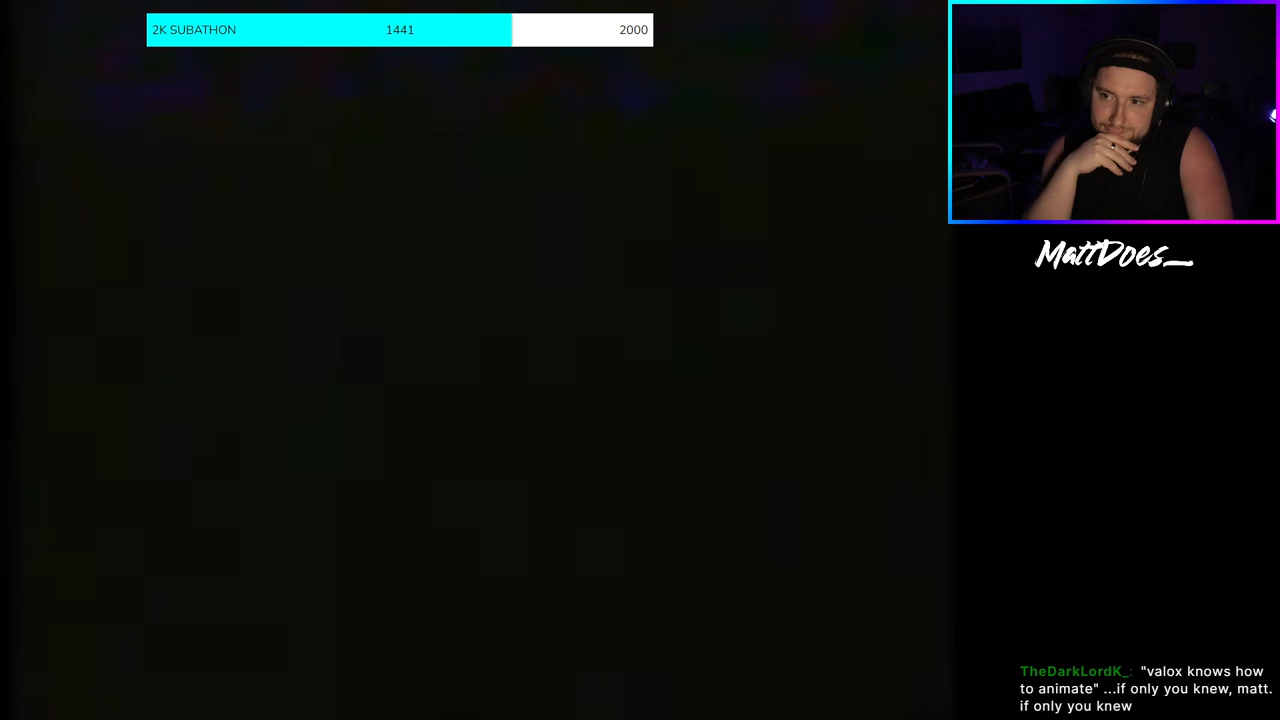 2K SUBATHON 1441 2000
MattDoes_
TheDarkLordK_: "valox knows how
to animate" ...if only you knew, matt.
if only you knew